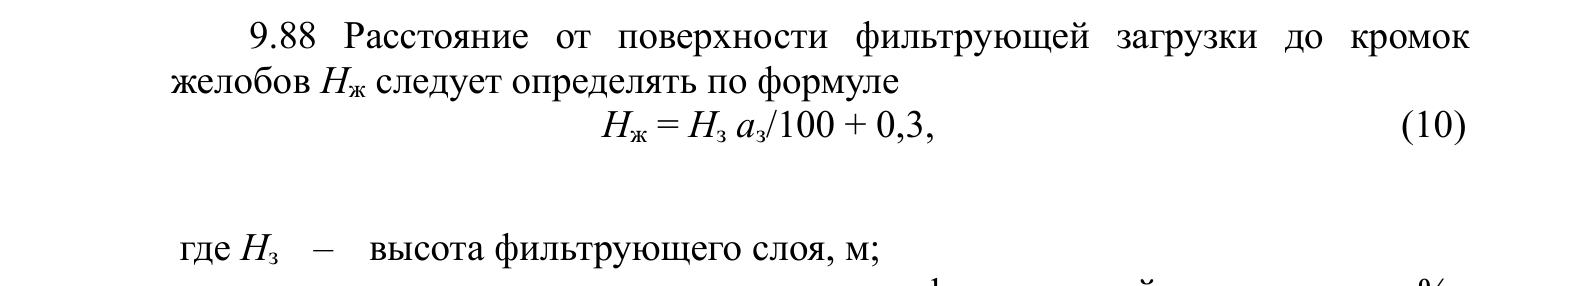 9.88 Расстояние от поверхности фильтрующей загрузки до кромок
желобов Hж следует определять по формуле
Hж = Hз aз/100 + 0,3, (10)
где Hз – высота фильтрующего слоя, м;